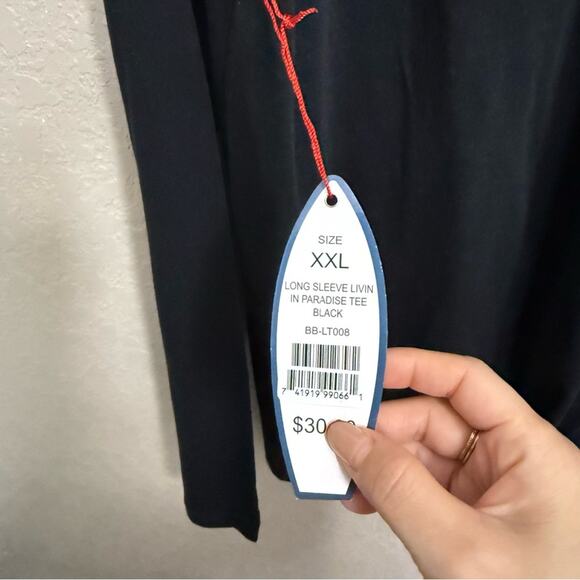 SIZE
XXL
LONG SLEEVE LIVIN
IN PARADISE TEE
BLACK
BB-LT008
7 41919 99066 1
$30